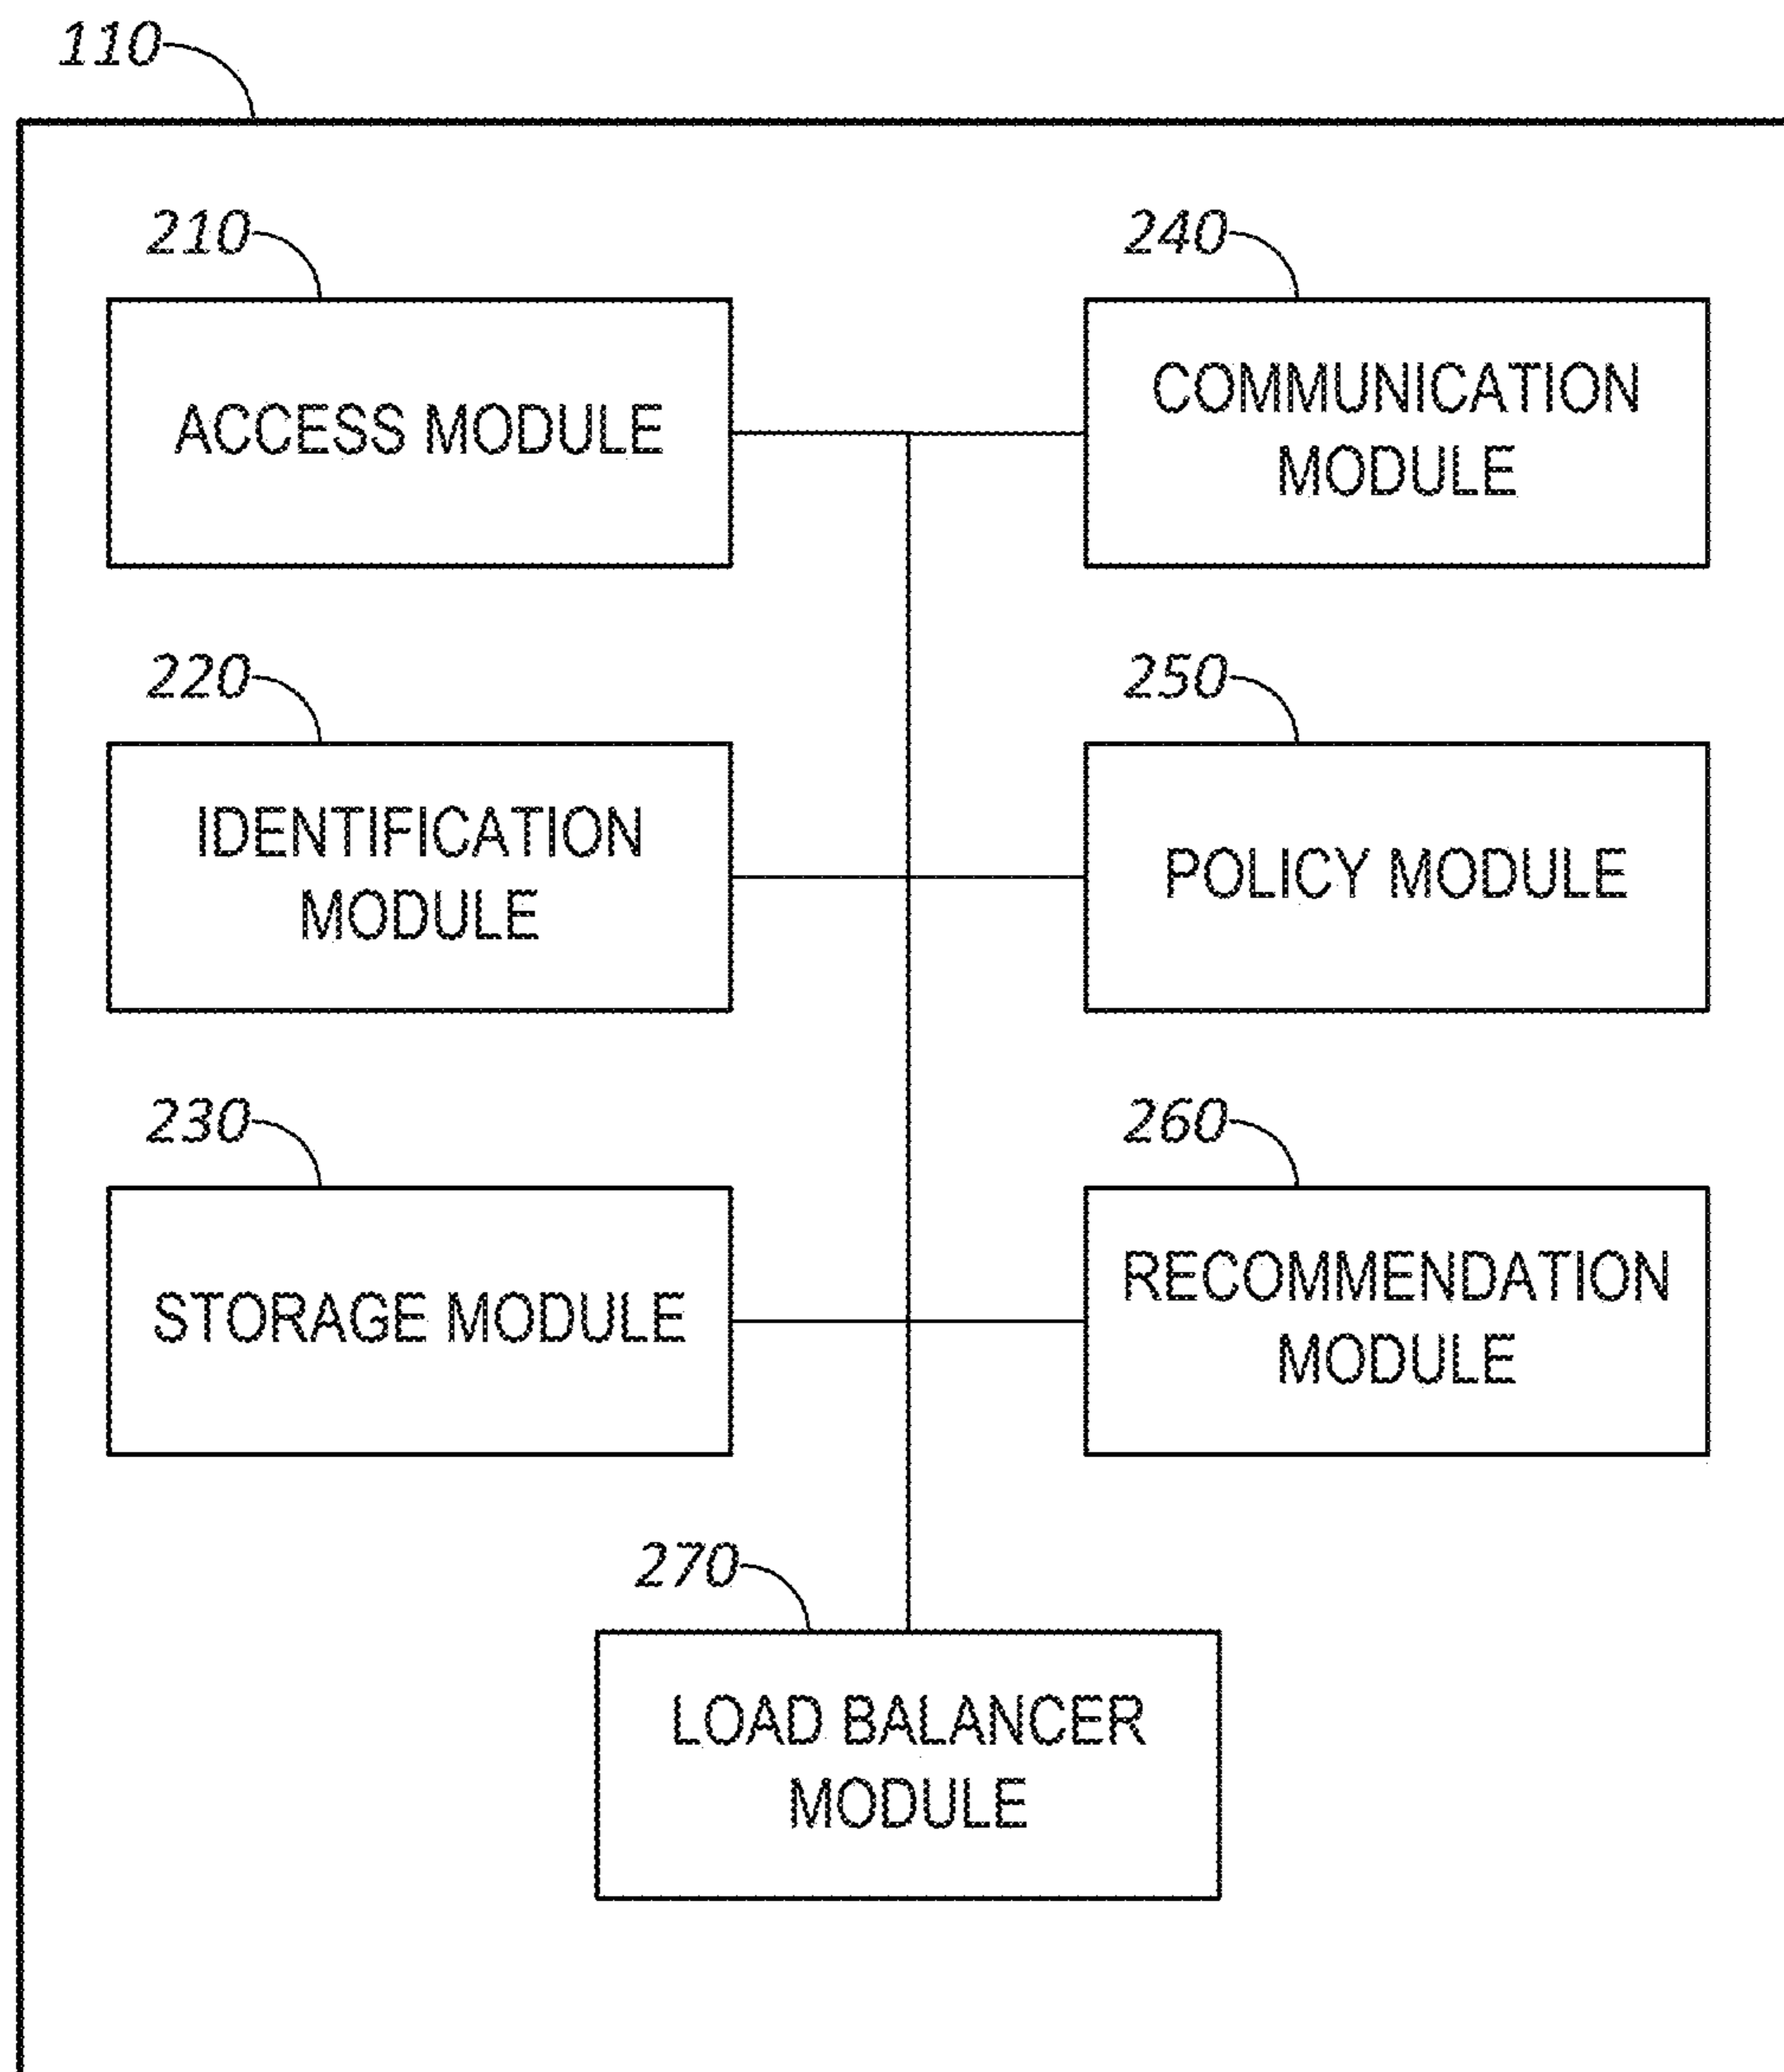 110
210
240
ACCESS MODULE
COMMUNICATION
MODULE
220
250
IDENTIFICATION
MODULE
POLICY MODULE
230
260
STORAGE MODULE
RECOMMENDATION
MODULE
270
LOAD BALANCER
MODULE